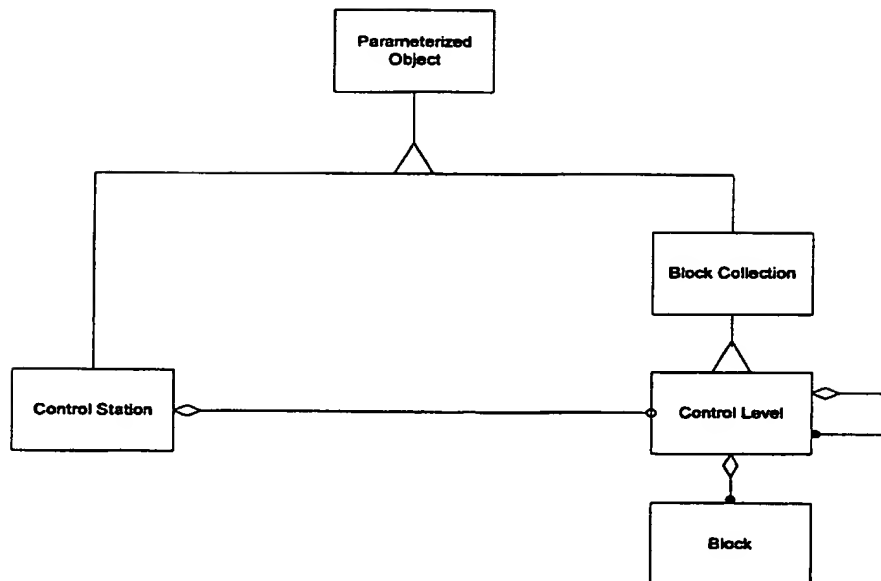 Parameterized
Object
Block Collection
Control Station
Control Level
Block